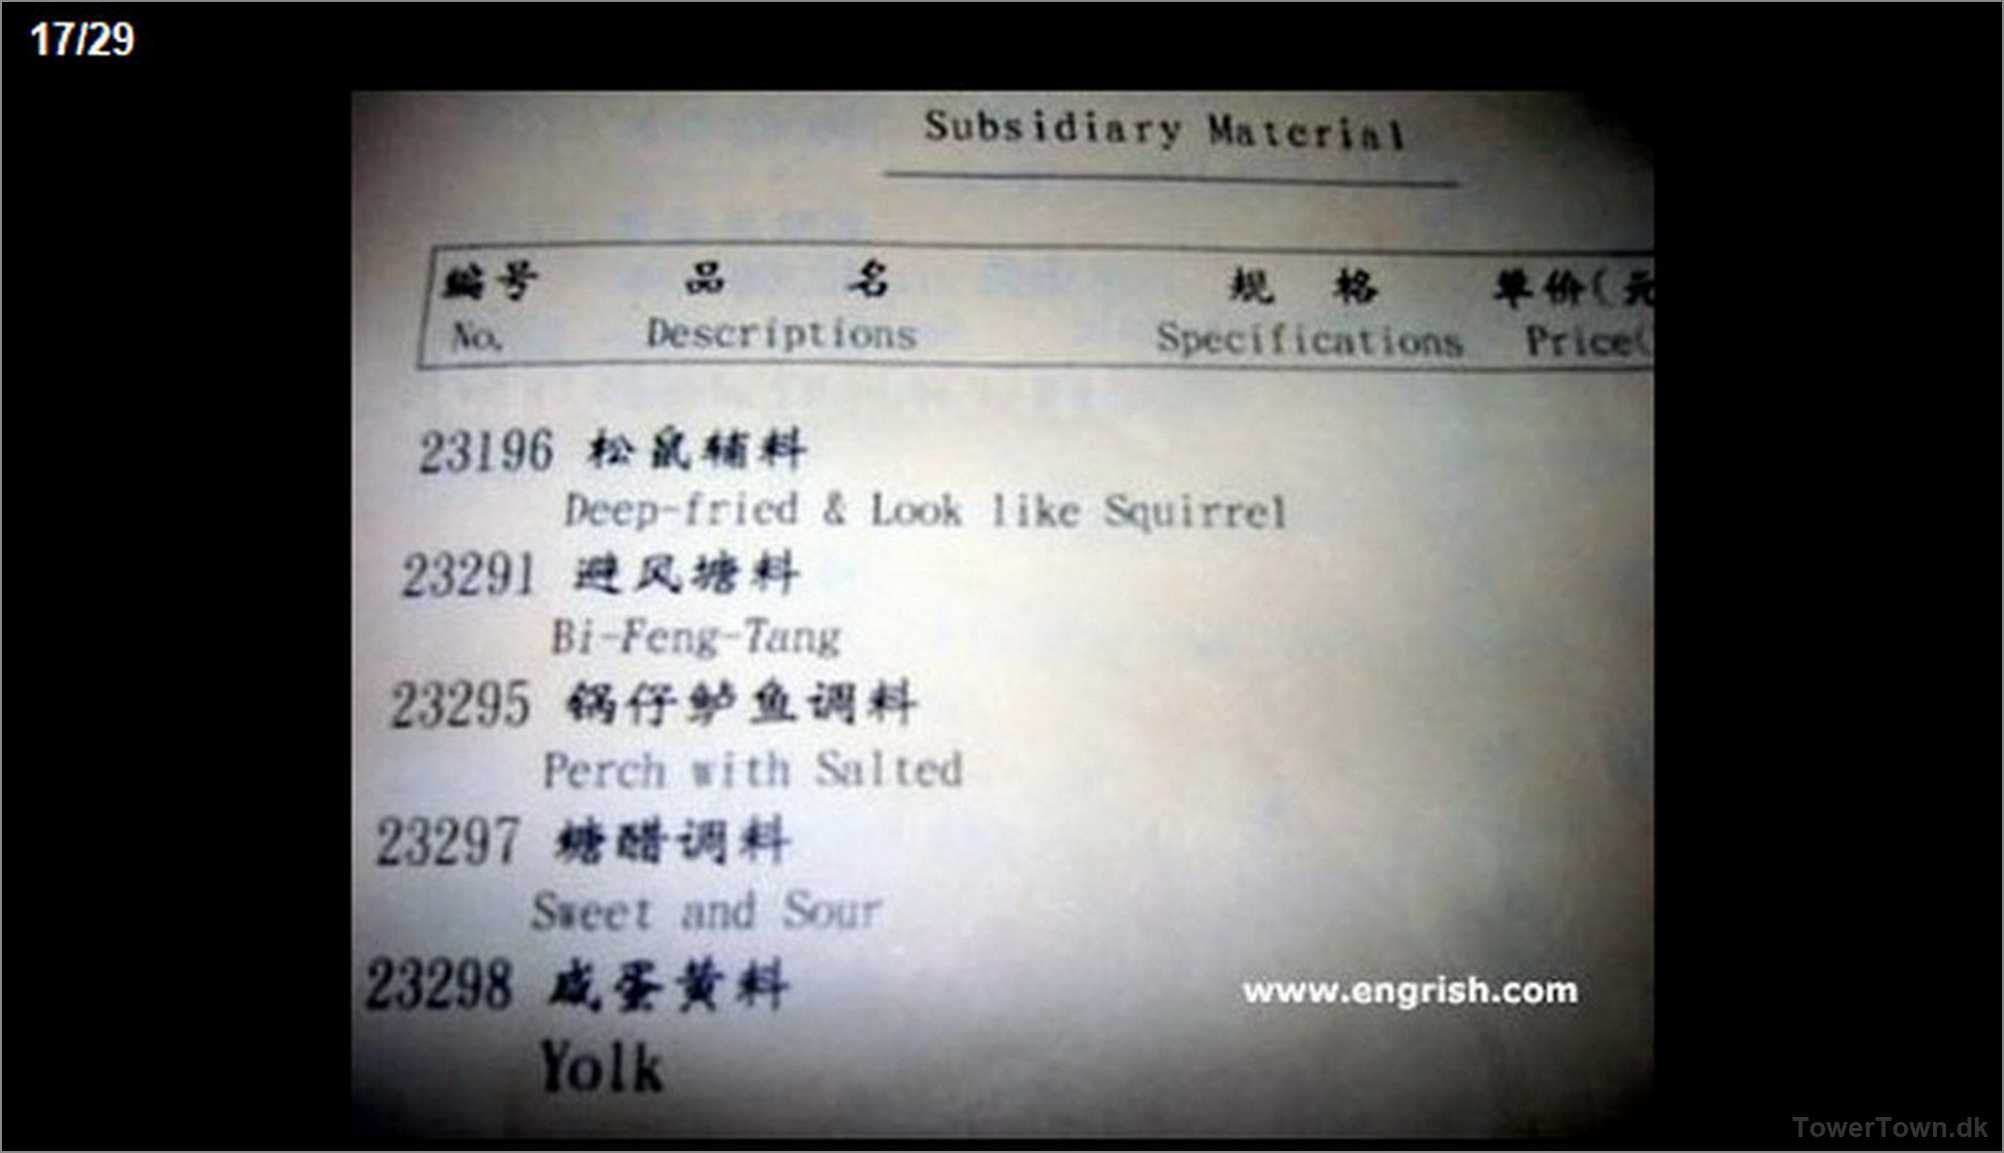 17/29
Subsidiary Material
编号 品 名 规 格 单价(元
No. Descriptions Specifications Price(
23196 松鼠辅料
Deep-fried & Look like Squirrel
23291 避风塘料
Bi-Feng-Tang
23295 锅仔鲈鱼调料
Perch with Salted
23297 糖醋调料
Sweet and Sour
23298 咸蛋黄料
Yolk
www.engrish.com
TowerTown.dk